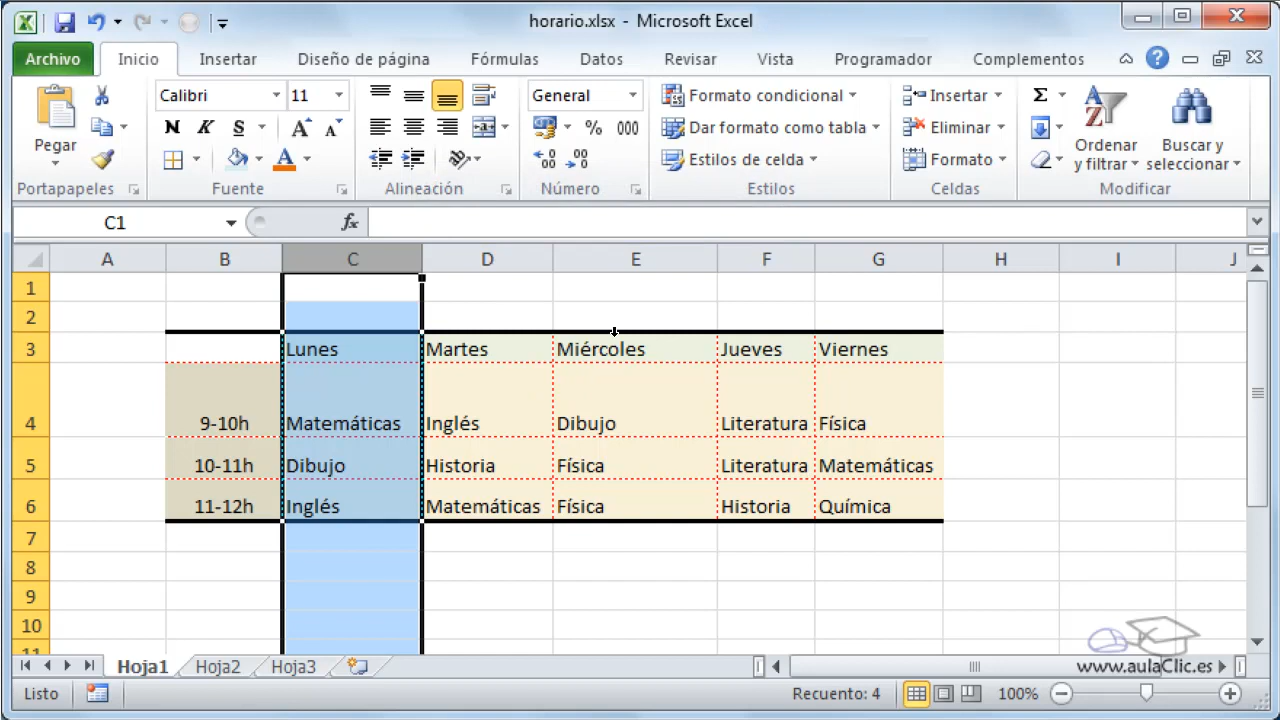 horario.xlsx - Microsoft Excel
Archivo Inicio Insertar Diseño de página Fórmulas Datos Revisar Vista Programador Complementos
Pegar
Portapapeles
Calibri 11
N K S
Fuente
Alineación
General
% 000
Número
Formato condicional
Dar formato como tabla
Estilos de celda
Estilos
Insertar
Eliminar
Formato
Celdas
Σ
Ordenar y filtrar
Buscar y seleccionar
Modificar
C1 fx
A B C D E F G H I J
1
2
3 Lunes Martes Miércoles Jueves Viernes
4 9-10h Matemáticas Inglés Dibujo Literatura Física
5 10-11h Dibujo Historia Física Literatura Matemáticas
6 11-12h Inglés Matemáticas Física Historia Química
7
8
9
10
11
www.aulaClic.es
Hoja1 Hoja2 Hoja3
Listo Recuento: 4 100%